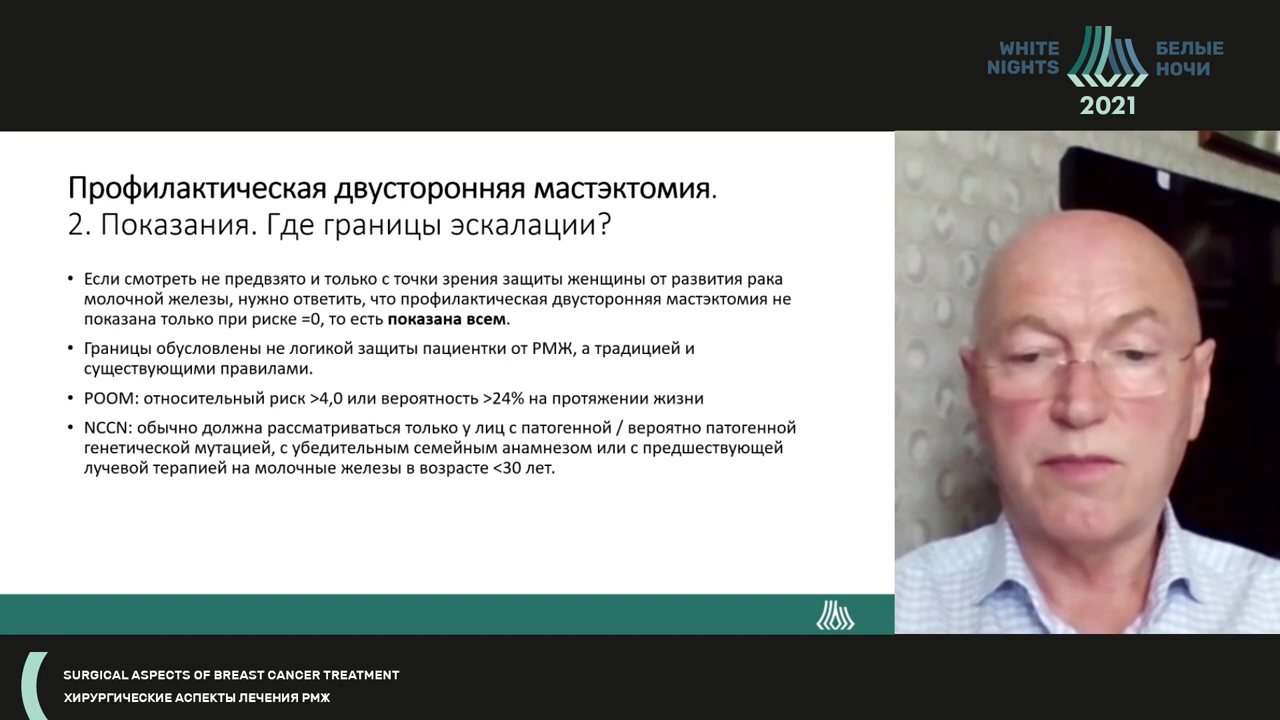 WHITE NIGHTS
БЕЛЫЕ НОЧИ
2021
Профилактическая двусторонняя мастэктомия.
2. Показания. Где границы эскалации?
• Если смотреть не предвзято и только с точки зрения защиты женщины от развития рака
молочной железы, нужно ответить, что профилактическая двусторонняя мастэктомия не
показана только при риске =0, то есть показана всем.
• Границы обусловлены не логикой защиты пациентки от РМЖ, а традицией и
существующими правилами.
• РООМ: относительный риск >4,0 или вероятность >24% на протяжении жизни
• NCCN: обычно должна рассматриваться только у лиц с патогенной / вероятно патогенной
генетической мутацией, с убедительным семейным анамнезом или с предшествующей
лучевой терапией на молочные железы в возрасте <30 лет.
SURGICAL ASPECTS OF BREAST CANCER TREATMENT
ХИРУРГИЧЕСКИЕ АСПЕКТЫ ЛЕЧЕНИЯ РМЖ